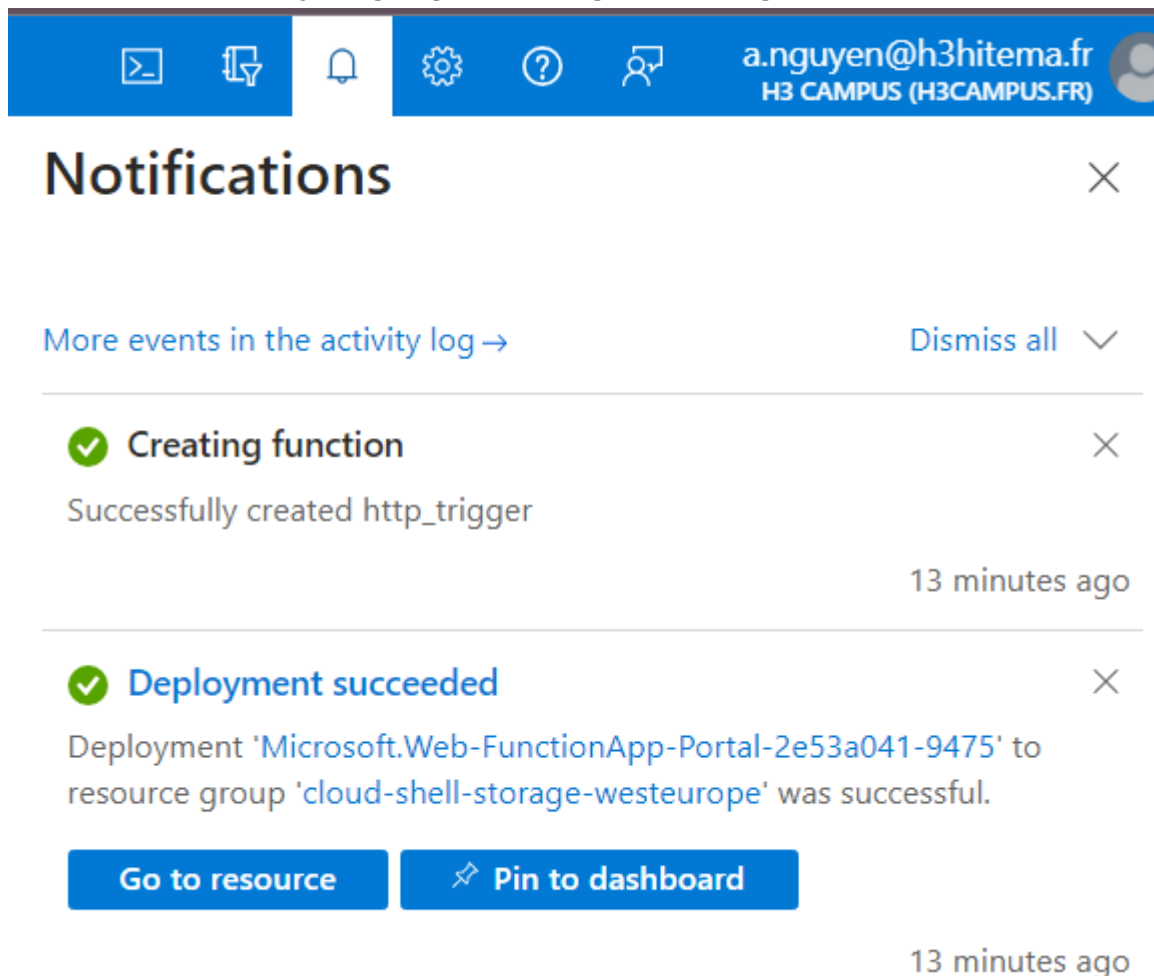 a.nguyen@h3hitema.fr
H3 CAMPUS (H3CAMPUS.FR)
Notifications
More events in the activity log →
Dismiss all
Creating function
Successfully created http_trigger
13 minutes ago
Deployment succeeded
Deployment 'Microsoft.Web-FunctionApp-Portal-2e53a041-9475' to
resource group 'cloud-shell-storage-westeurope' was successful.
Go to resource
Pin to dashboard
13 minutes ago